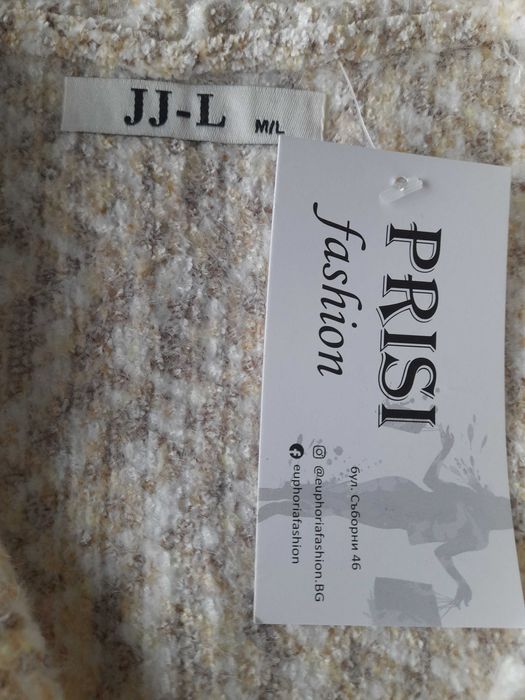 JJ-L M/L
PRISI
fashion
бул. Съборни 46
@euphoriafashion.BG
euphoriafashion